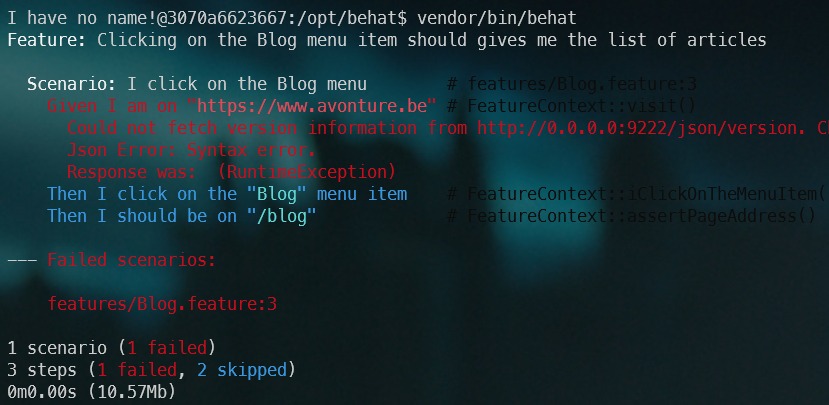 I have no name!@3070a6623667:/opt/behat$ vendor/bin/behat
Feature: Clicking on the Blog menu item should gives me the list of articles
Scenario: I click on the Blog menu # features/Blog.feature:3
Given I am on "https://www.avonture.be" # FeatureContext::visit()
Could not fetch version information from http://0.0.0.0:9222/json/version.
Json Error: Syntax error.
Response was: (RuntimeException)
Then I click on the "Blog" menu item # FeatureContext::iClickOnTheMenuItem(
Then I should be on "/blog" # FeatureContext::assertPageAddress()
--- Failed scenarios:
features/Blog.feature:3
1 scenario (1 failed)
3 steps (1 failed, 2 skipped)
0m0.00s (10.57Mb)